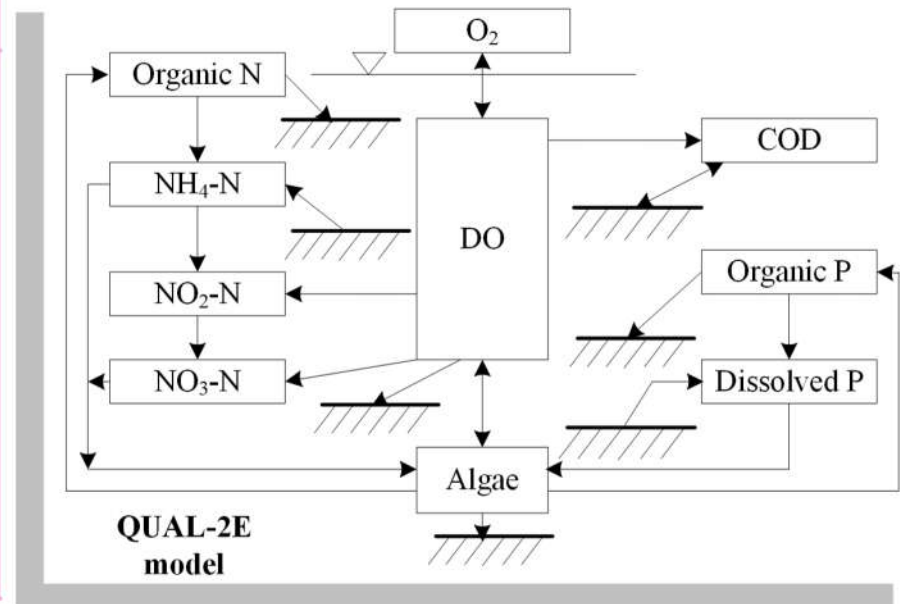 O₂
Organic N
COD
NH₄-N
DO
Organic P
NO₂-N
NO₃-N
Dissolved P
Algae
QUAL-2E
model